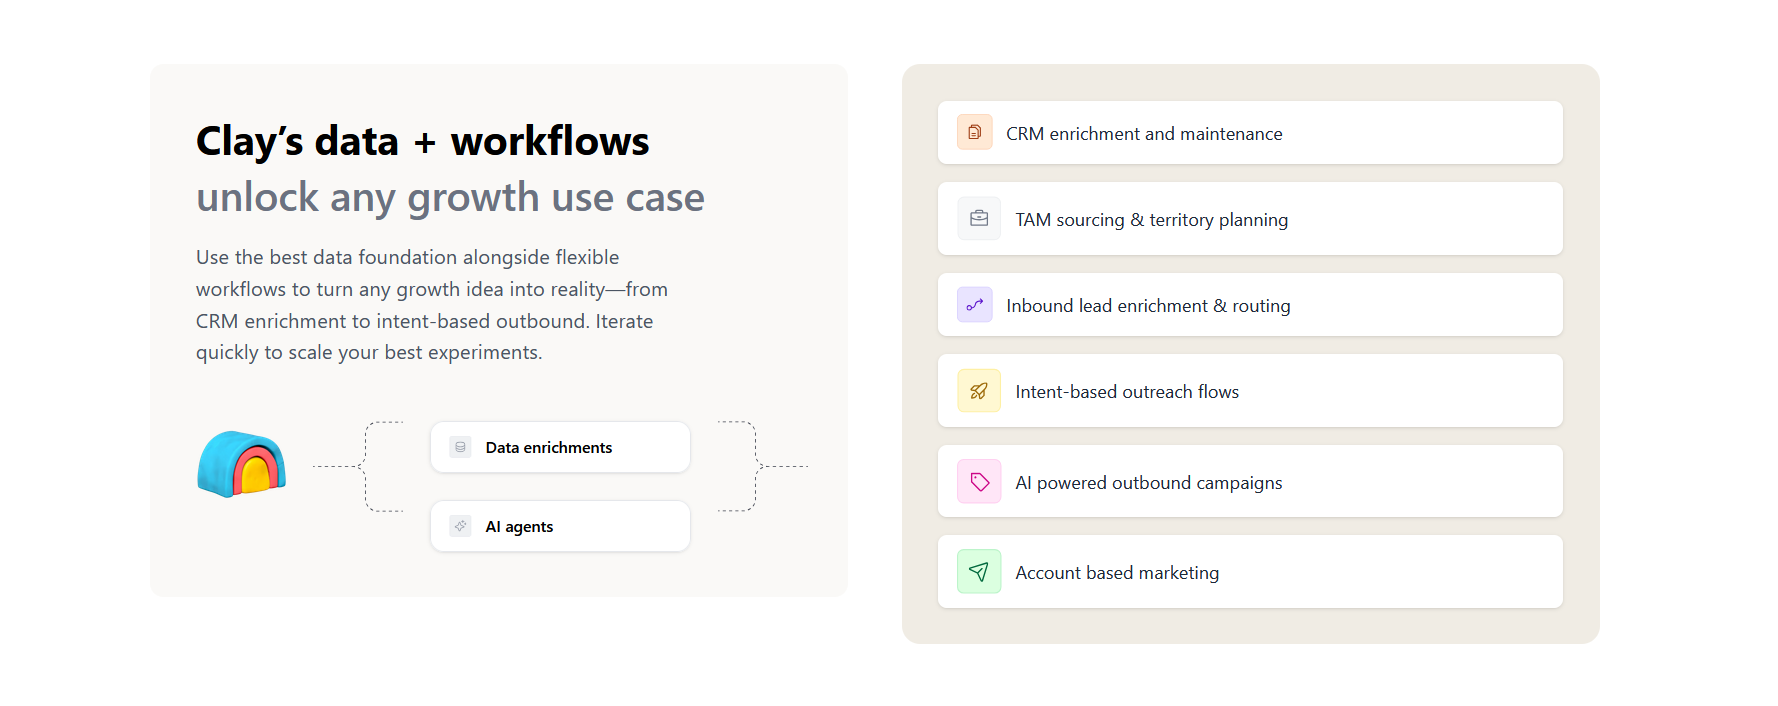 Clay’s data + workflows
unlock any growth use case
Use the best data foundation alongside flexible
workflows to turn any growth idea into reality—from
CRM enrichment to intent-based outbound. Iterate
quickly to scale your best experiments.
Data enrichments
AI agents
CRM enrichment and maintenance
TAM sourcing & territory planning
Inbound lead enrichment & routing
Intent-based outreach flows
AI powered outbound campaigns
Account based marketing